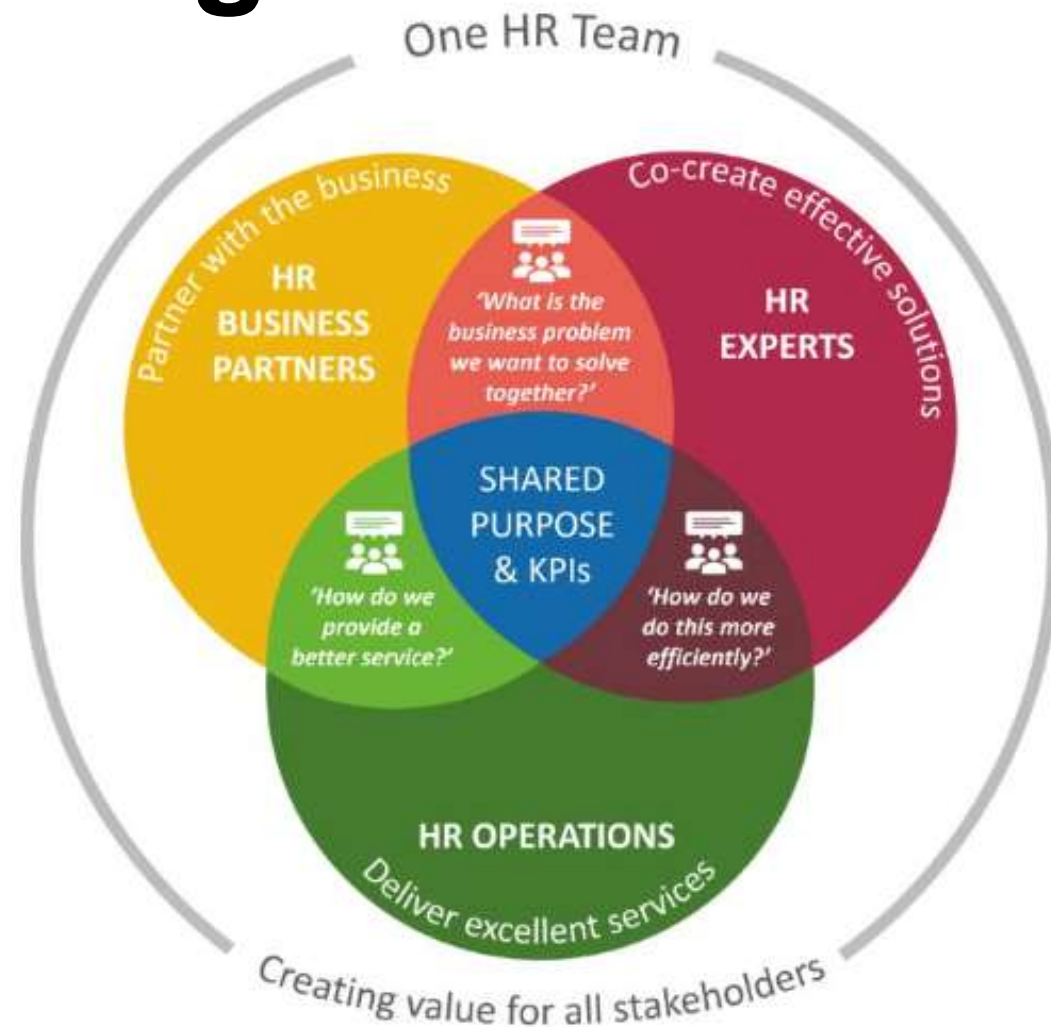 One HR Team
Partner with the business
Co-create effective solutions
HR
BUSINESS
PARTNERS
'What is the
business problem
we want to solve
together?'
HR
EXPERTS
SHARED
PURPOSE
& KPIs
'How do we
provide a
better service?'
'How do we
do this more
efficiently?'
HR OPERATIONS
Deliver excellent services
Creating value for all stakeholders